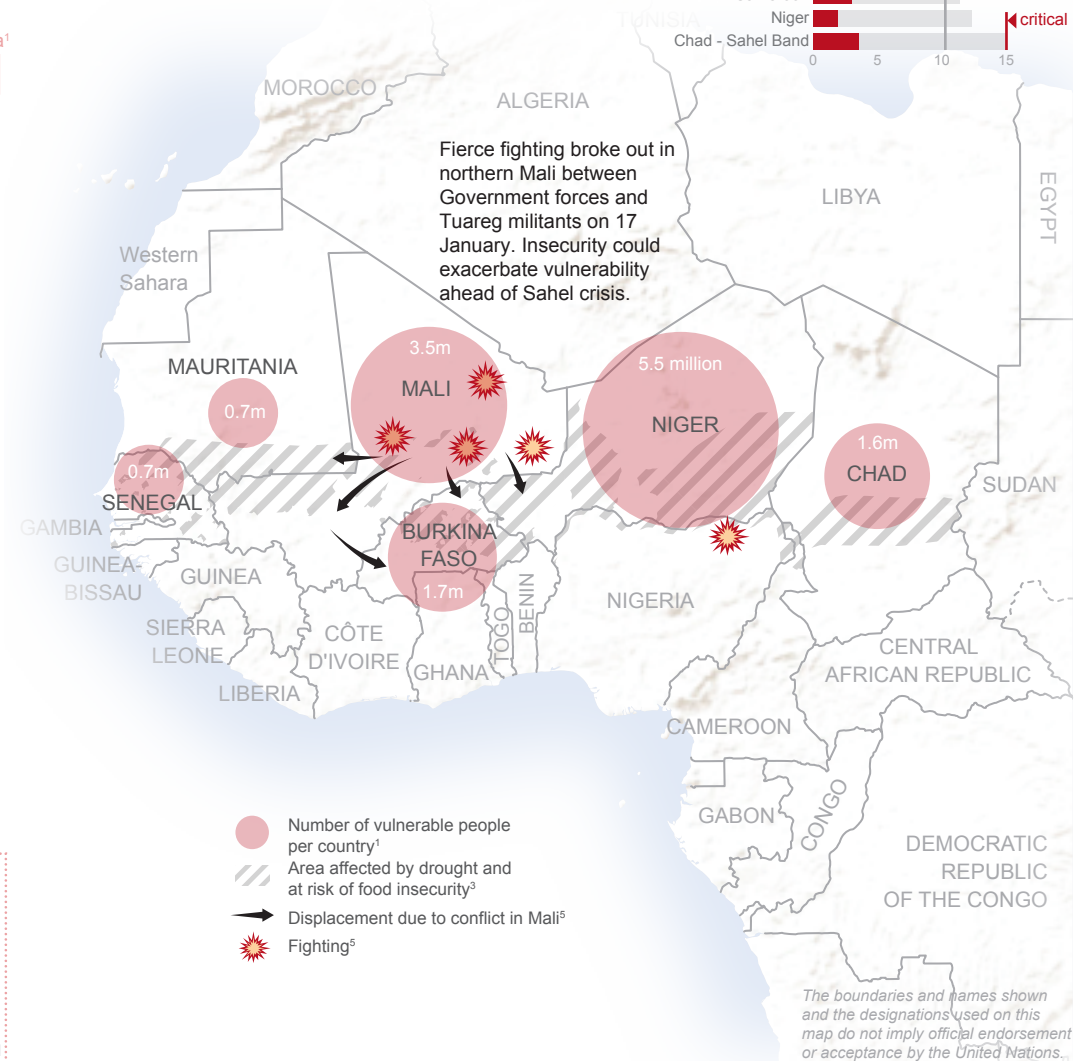 TUNISIA
Niger
critical
Chad - Sahel Band
0
5
10
15
a¹
MOROCCO
ALGERIA
Fierce fighting broke out in
northern Mali between
Government forces and
Tuareg militants on 17
January. Insecurity could
exacerbate vulnerability
ahead of Sahel crisis.
LIBYA
EGYPT
Western
Sahara
MAURITANIA
0.7m
3.5m
MALI
5.5 million
NIGER
1.6m
CHAD
SUDAN
0.7m
SENEGAL
GAMBIA
GUINEA-
BISSAU
GUINEA
BURKINA
FASO
1.7m
SIERRA
LEONE
LIBERIA
CÔTE
D'IVOIRE
GHANA
TOGO
BENIN
NIGERIA
CENTRAL
AFRICAN REPUBLIC
CAMEROON
GABON
CONGO
DEMOCRATIC
REPUBLIC
OF THE CONGO
Number of vulnerable people
per country¹
Area affected by drought and
at risk of food insecurity³
Displacement due to conflict in Mali⁵
Fighting⁵
The boundaries and names shown
and the designations used on this
map do not imply official endorsement
or acceptance by the United Nations.